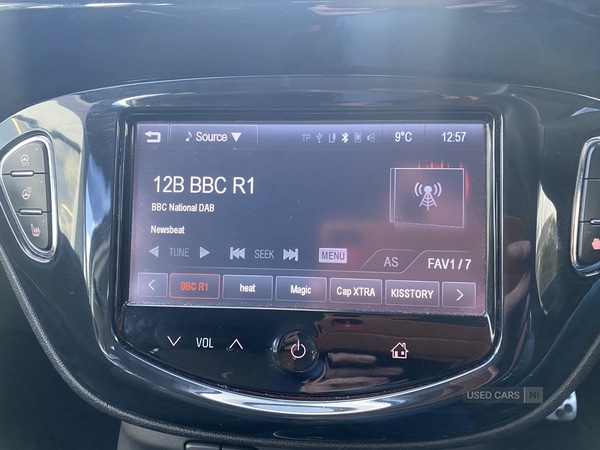 Source
TP
9°C
12:57
12B BBC R1
BBC National DAB
Newsbeat
TUNE
SEEK
MENU
AS
FAV1/7
BBC R1
heat
Magic
Cap XTRA
KISSTORY
VOL
USED CARS NI